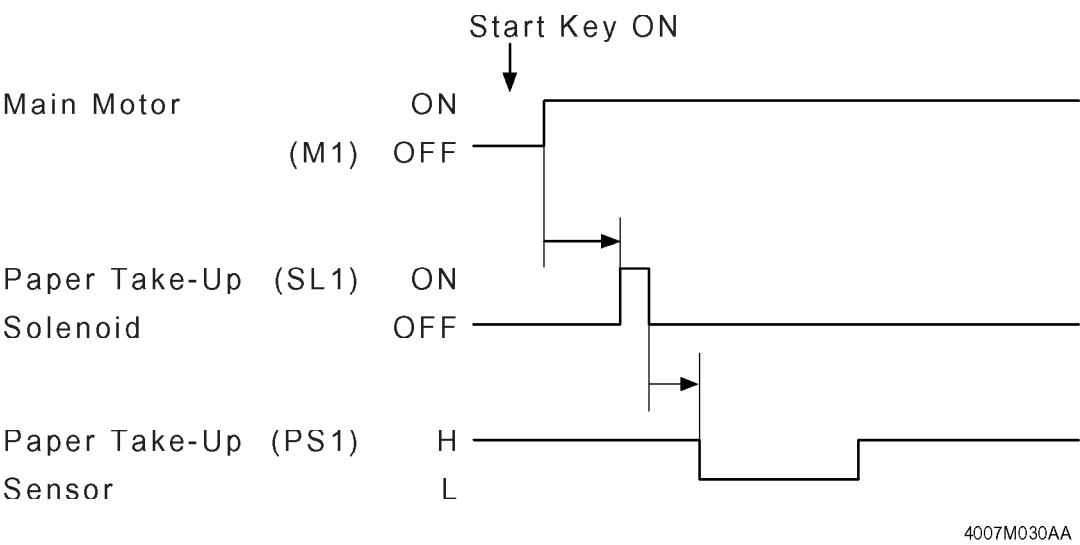 Start Key ON
Main Motor ON
(M1) OFF
Paper Take-Up (SL1) ON
Solenoid OFF
Paper Take-Up (PS1) H
Sensor L
4007M030AA